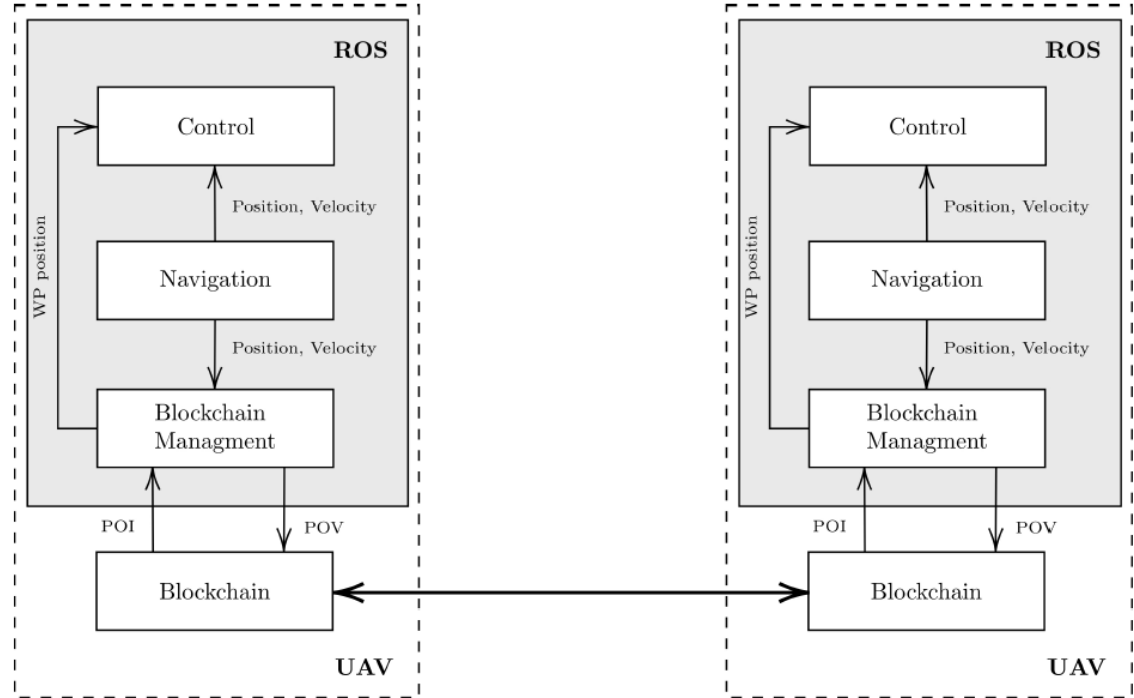 ROS
Control
Position, Velocity
WP position
Navigation
Position, Velocity
Blockchain
Managment
POI
POV
Blockchain
UAV
ROS
Control
Position, Velocity
WP position
Navigation
Position, Velocity
Blockchain
Managment
POI
POV
Blockchain
UAV